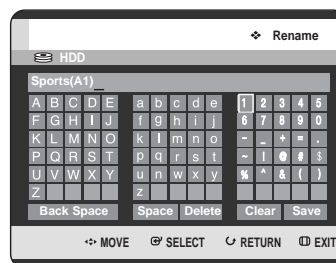 ❖ Rename
HDD
Sports(A1)_
A B C D E a b c d e 1 2 3 4 5
F G H I J f g h i j 6 7 8 9 0
K L M N O k l m n o - _ + = .
P Q R S T p q r s t ~ ! @ # $
U V W X Y u n w x y % ^ & ( )
Z z
Back Space Space Delete Clear Save
MOVE SELECT RETURN EXIT